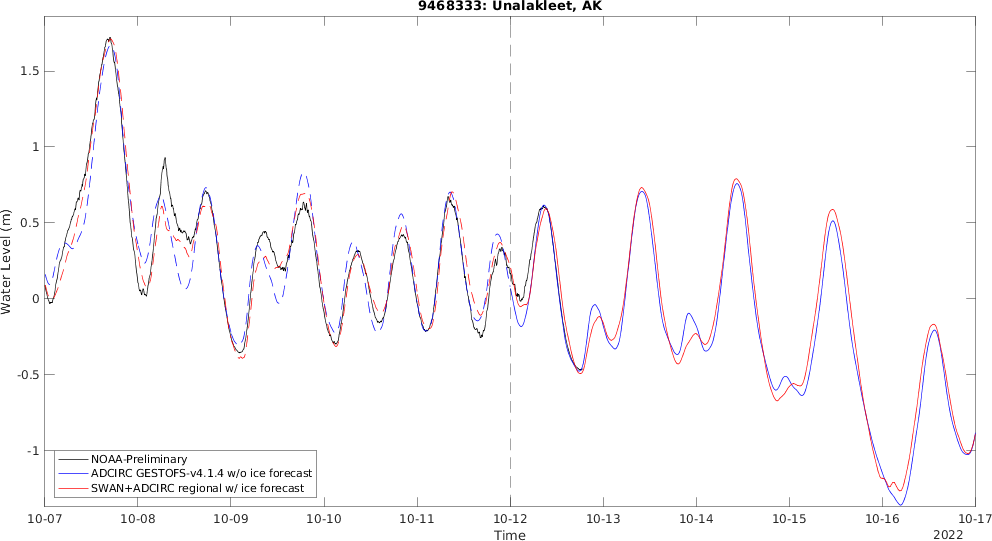 9468333: Unalakleet, AK
Water Level (m)
1.5
1
0.5
0
-0.5
-1
NOAA-Preliminary
ADCIRC GESTOFS-v4.1.4 w/o ice forecast
SWAN+ADCIRC regional w/ ice forecast
10-07 10-08 10-09 10-10 10-11 10-12 10-13 10-14 10-15 10-16 10-17
Time
2022